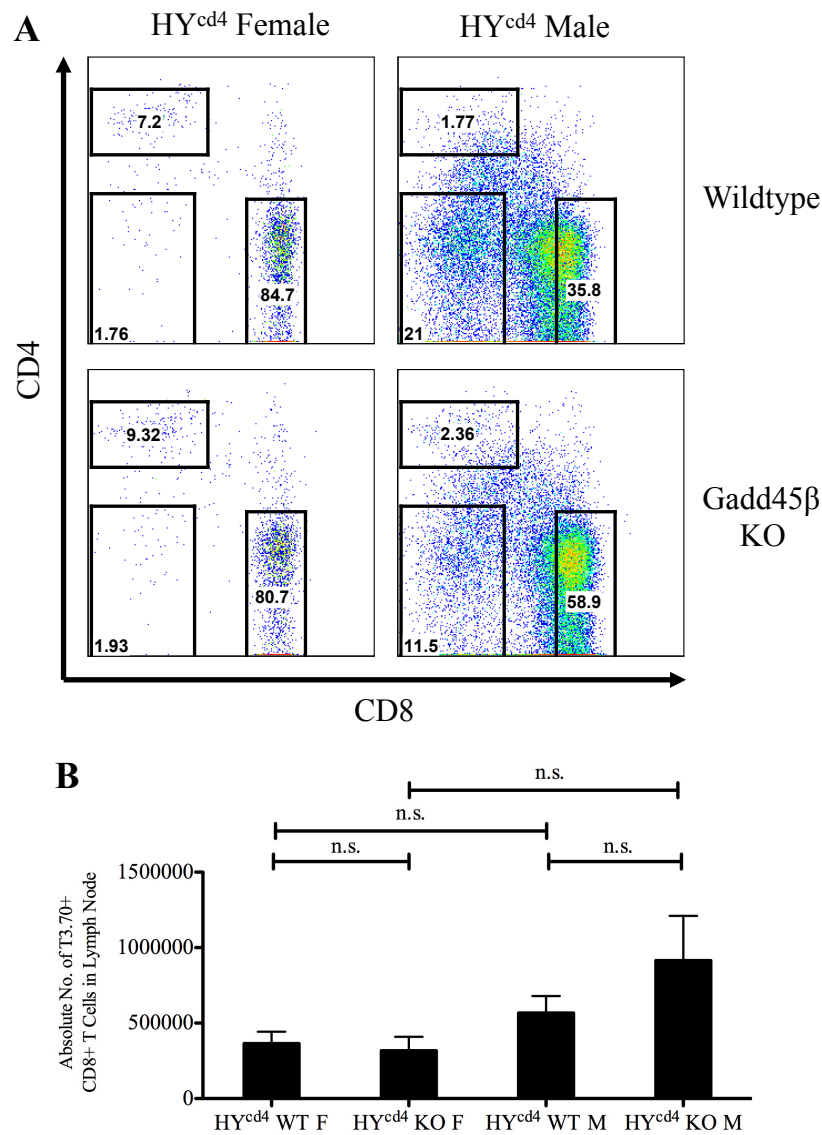 A
HYcd4 Female
HYcd4 Male
7.2
84.7
1.76
1.77
35.8
21
Wildtype
CD4
9.32
80.7
1.93
2.36
58.9
11.5
Gadd45β
KO
CD8
B
n.s.
n.s.
n.s.
n.s.
Absolute No. of T3.70+
CD8+ T Cells in Lymph Node
1500000
1000000
500000
0
HYcd4 WT F
HYcd4 KO F
HYcd4 WT M
HYcd4 KO M